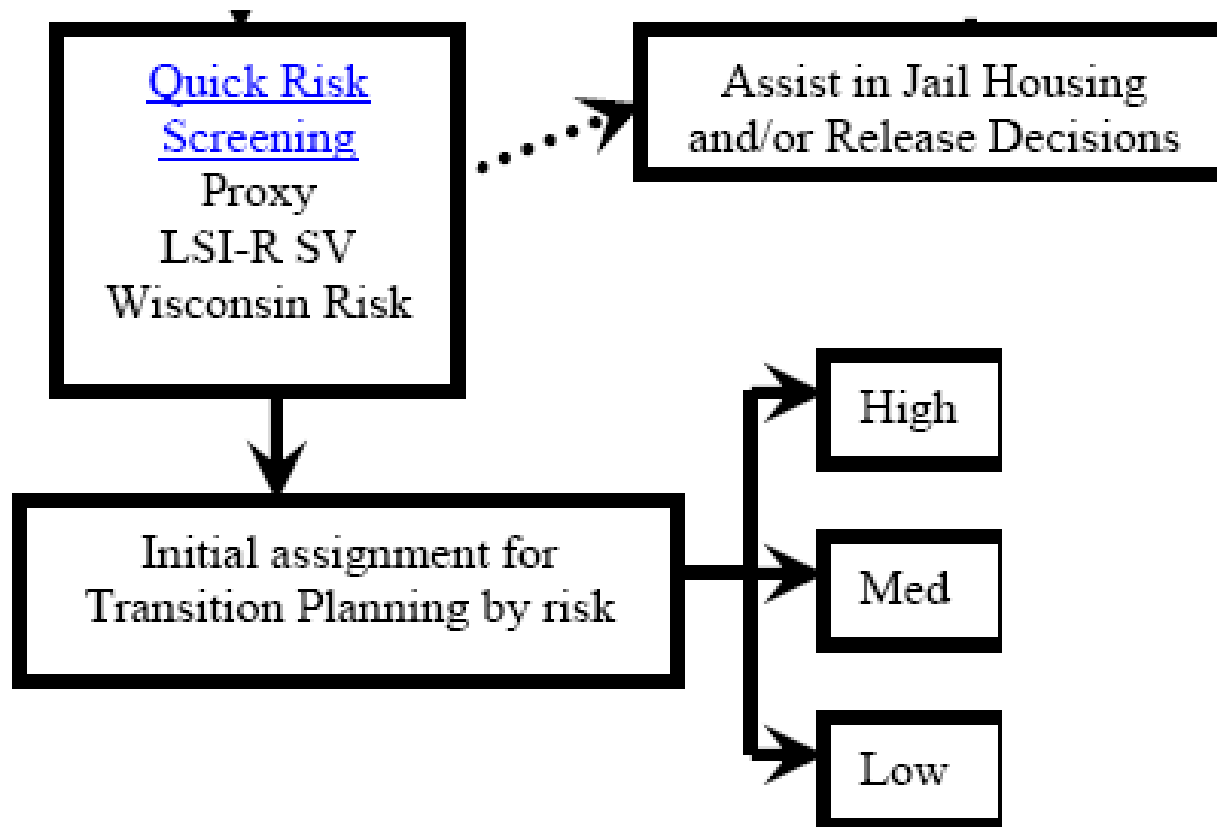 Quick Risk
Screening
Proxy
LSI-R SV
Wisconsin Risk
Assist in Jail Housing
and/or Release Decisions
Initial assignment for
Transition Planning by risk
High
Med
Low